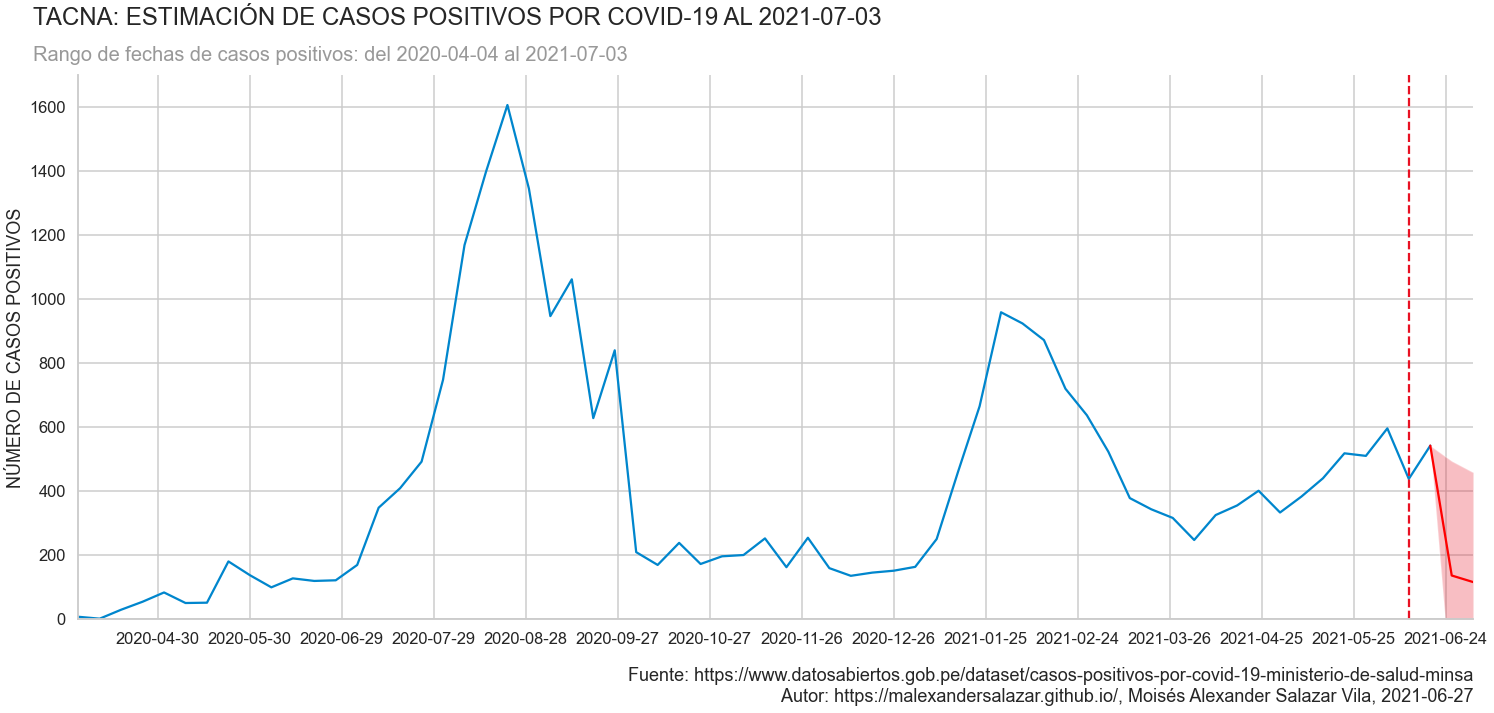 TACNA: ESTIMACIÓN DE CASOS POSITIVOS POR COVID-19 AL 2021-07-03
Rango de fechas de casos positivos: del 2020-04-04 al 2021-07-03
NÚMERO DE CASOS POSITIVOS
1600
1400
1200
1000
800
600
400
200
0
2020-04-30 2020-05-30 2020-06-29 2020-07-29 2020-08-28 2020-09-27 2020-10-27 2020-11-26 2020-12-26 2021-01-25 2021-02-24 2021-03-26 2021-04-25 2021-05-25 2021-06-24
Fuente: https://www.datosabiertos.gob.pe/dataset/casos-positivos-por-covid-19-ministerio-de-salud-minsa
Autor: https://malexandersalazar.github.io/, Moisés Alexander Salazar Vila, 2021-06-27